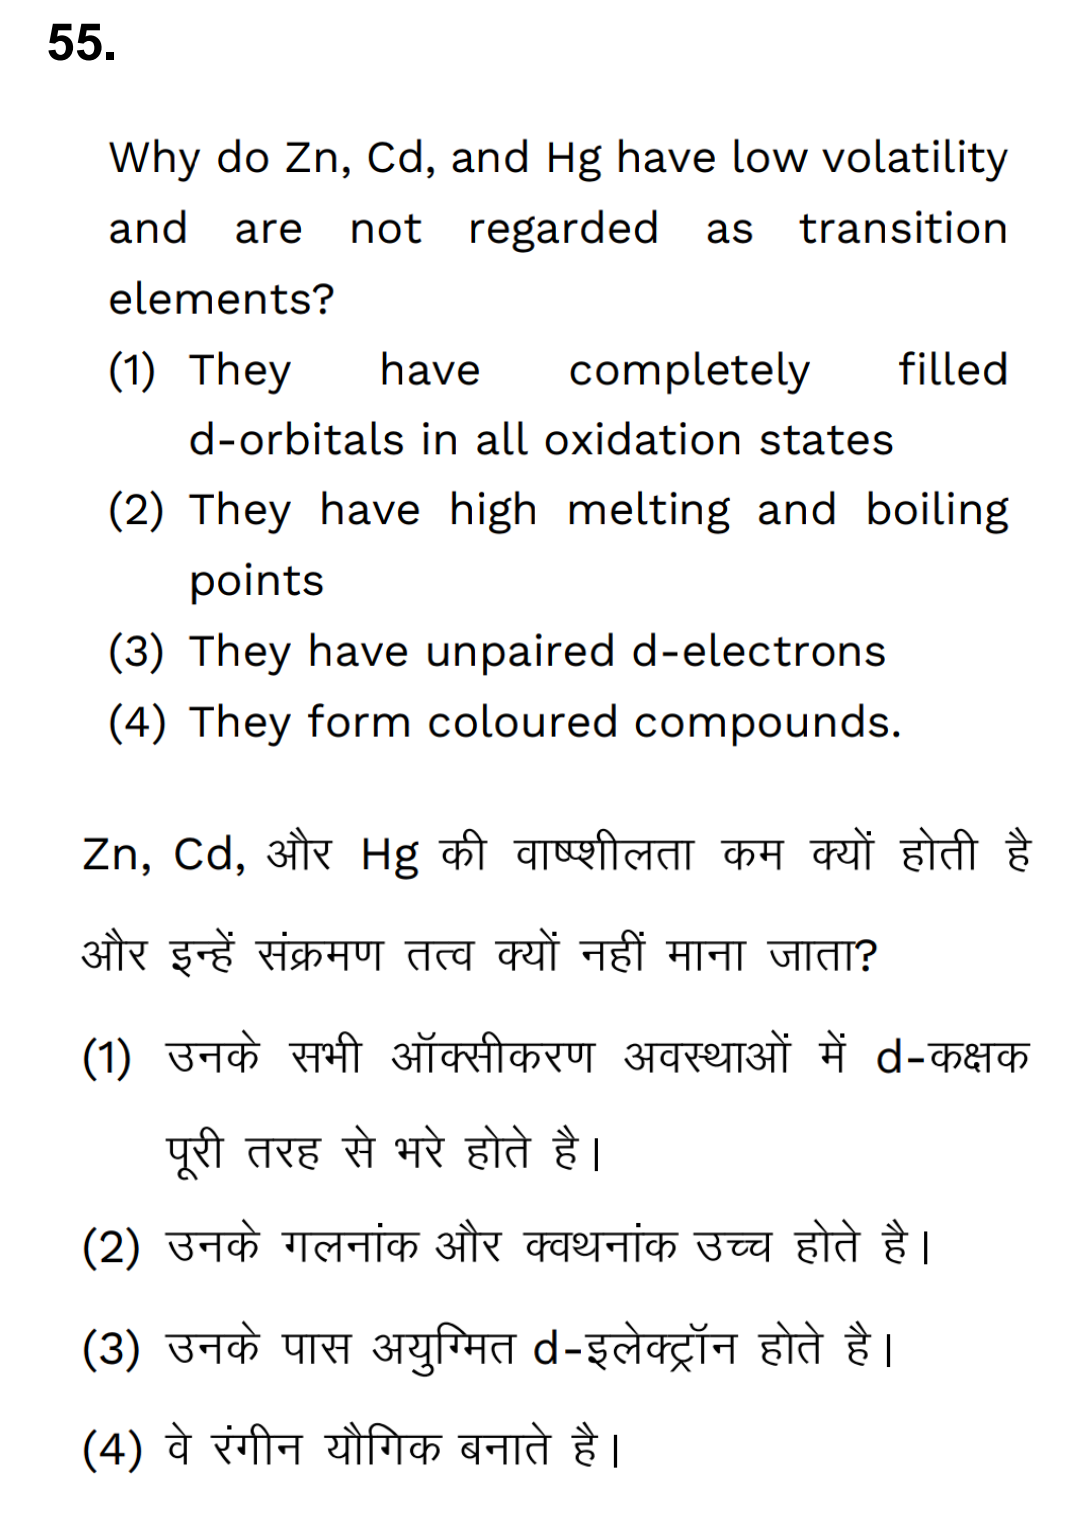 55.
Why do Zn, Cd, and Hg have low volatility
and are not regarded as transition
elements?
(1) They have completely filled
d-orbitals in all oxidation states
(2) They have high melting and boiling
points
(3) They have unpaired d-electrons
(4) They form coloured compounds.
Zn, Cd, और Hg की वाष्प्शीलता कम क्यों होती है
और इन्हें संक्रमण तत्व क्यों नहीं माना जाता?
(1) उनके सभी ऑक्सीकरण अवस्थाओं में d-कक्षक
पूरी तरह से भरे होते है।
(2) उनके गलनांक और क्वथनांक उच्च होते है।
(3) उनके पास अयुग्मित d-इलेक्ट्रॉन होते है।
(4) वे रंगीन यौगिक बनाते है।